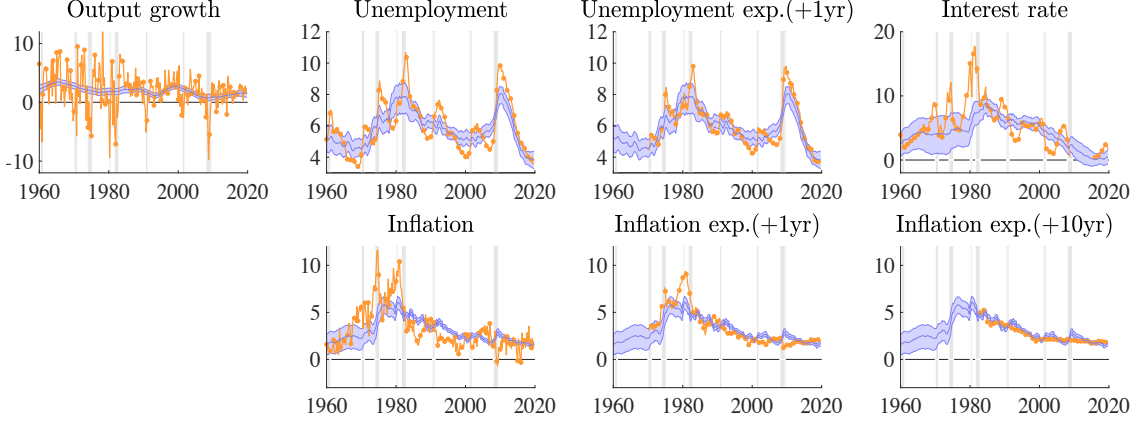 Output growth
10
0
-10
1960 1980 2000 2020
Unemployment
12
10
8
6
4
1960 1980 2000 2020
Unemployment exp.(+1yr)
12
10
8
6
4
1960 1980 2000 2020
Interest rate
20
10
0
1960 1980 2000 2020
Inflation
10
5
0
1960 1980 2000 2020
Inflation exp.(+1yr)
10
5
0
1960 1980 2000 2020
Inflation exp.(+10yr)
10
5
0
1960 1980 2000 2020